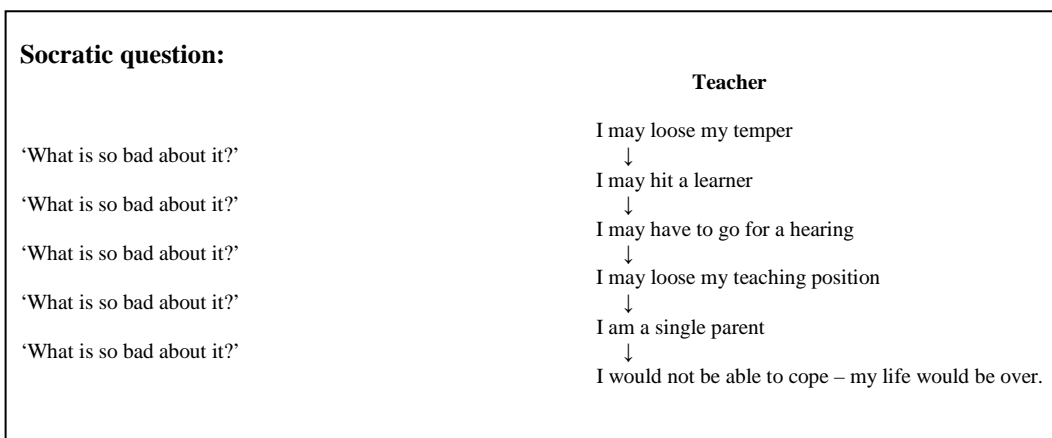 Socratic question:
Teacher
I may loose my temper
‘What is so bad about it?’
↓
I may hit a learner
‘What is so bad about it?’
↓
I may have to go for a hearing
‘What is so bad about it?’
↓
I may loose my teaching position
‘What is so bad about it?’
↓
I am a single parent
‘What is so bad about it?’
↓
I would not be able to cope – my life would be over.